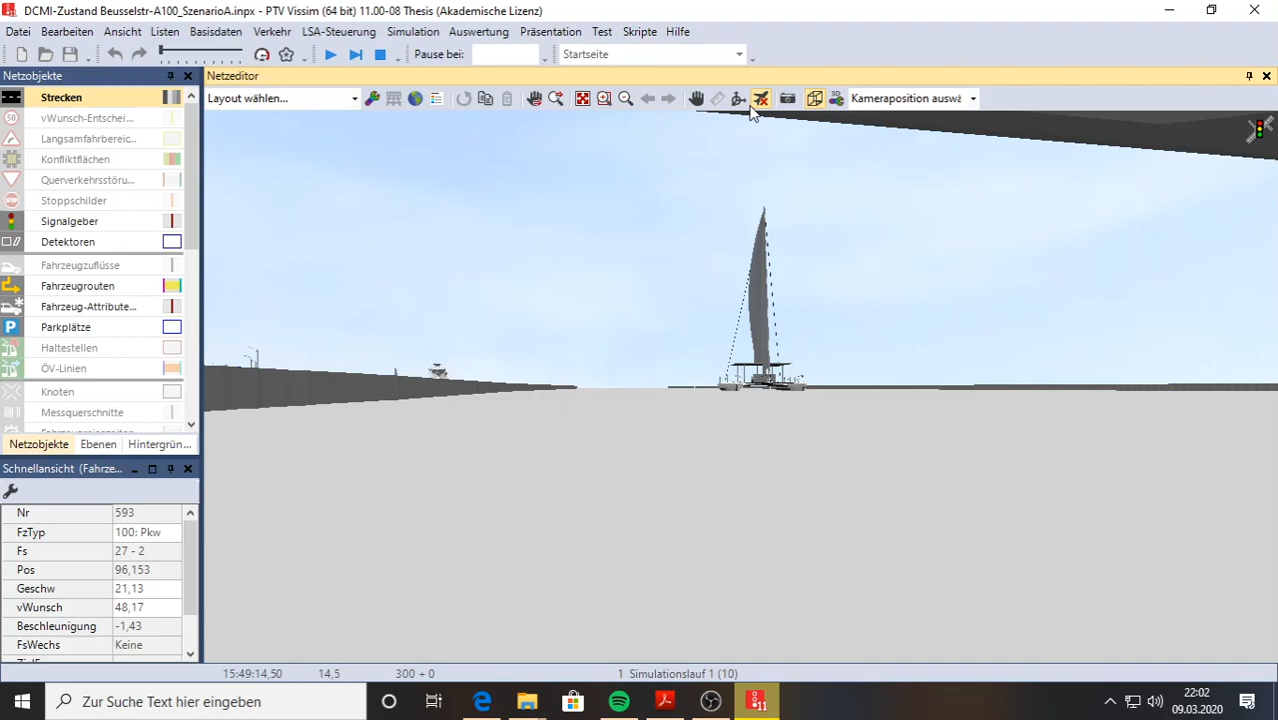 DCMI-Zustand Beusselstr-A100_SzenarioA.inpx - PTV Vissim (64 bit) 11.00-08 Thesis (Akademische Lizenz)
Datei Bearbeiten Ansicht Listen Basisdaten Verkehr LSA-Steuerung Simulation Auswertung Präsentation Test Skripte Hilfe
Pause bei: Startseite
Netzobjekte
Netzeditor
Layout wählen...
Kameraposition auswä
Strecken
vWunsch-Entschei...
Langsamfahrbereic...
Konfliktflächen
Querverkehrsstöru...
Stoppschilder
Signalgeber
Detektoren
Fahrzeugzuflüsse
Fahrzeugrouten
Fahrzeug-Attribute...
Parkplätze
Haltestellen
ÖV-Linien
Knoten
Messquerschnitte
Netzobjekte Ebenen Hintergrün...
Schnellansicht (Fahrze...
Nr 593
FzTyp 100: Pkw
Fs 27 - 2
Pos 96,153
Geschw 21,13
vWunsch 48,17
Beschleunigung -1,43
FsWechs Keine
15:49:14,50 14,5 300 + 0 1 Simulationslauf 1 (10)
Zur Suche Text hier eingeben
22:02
09.03.2020